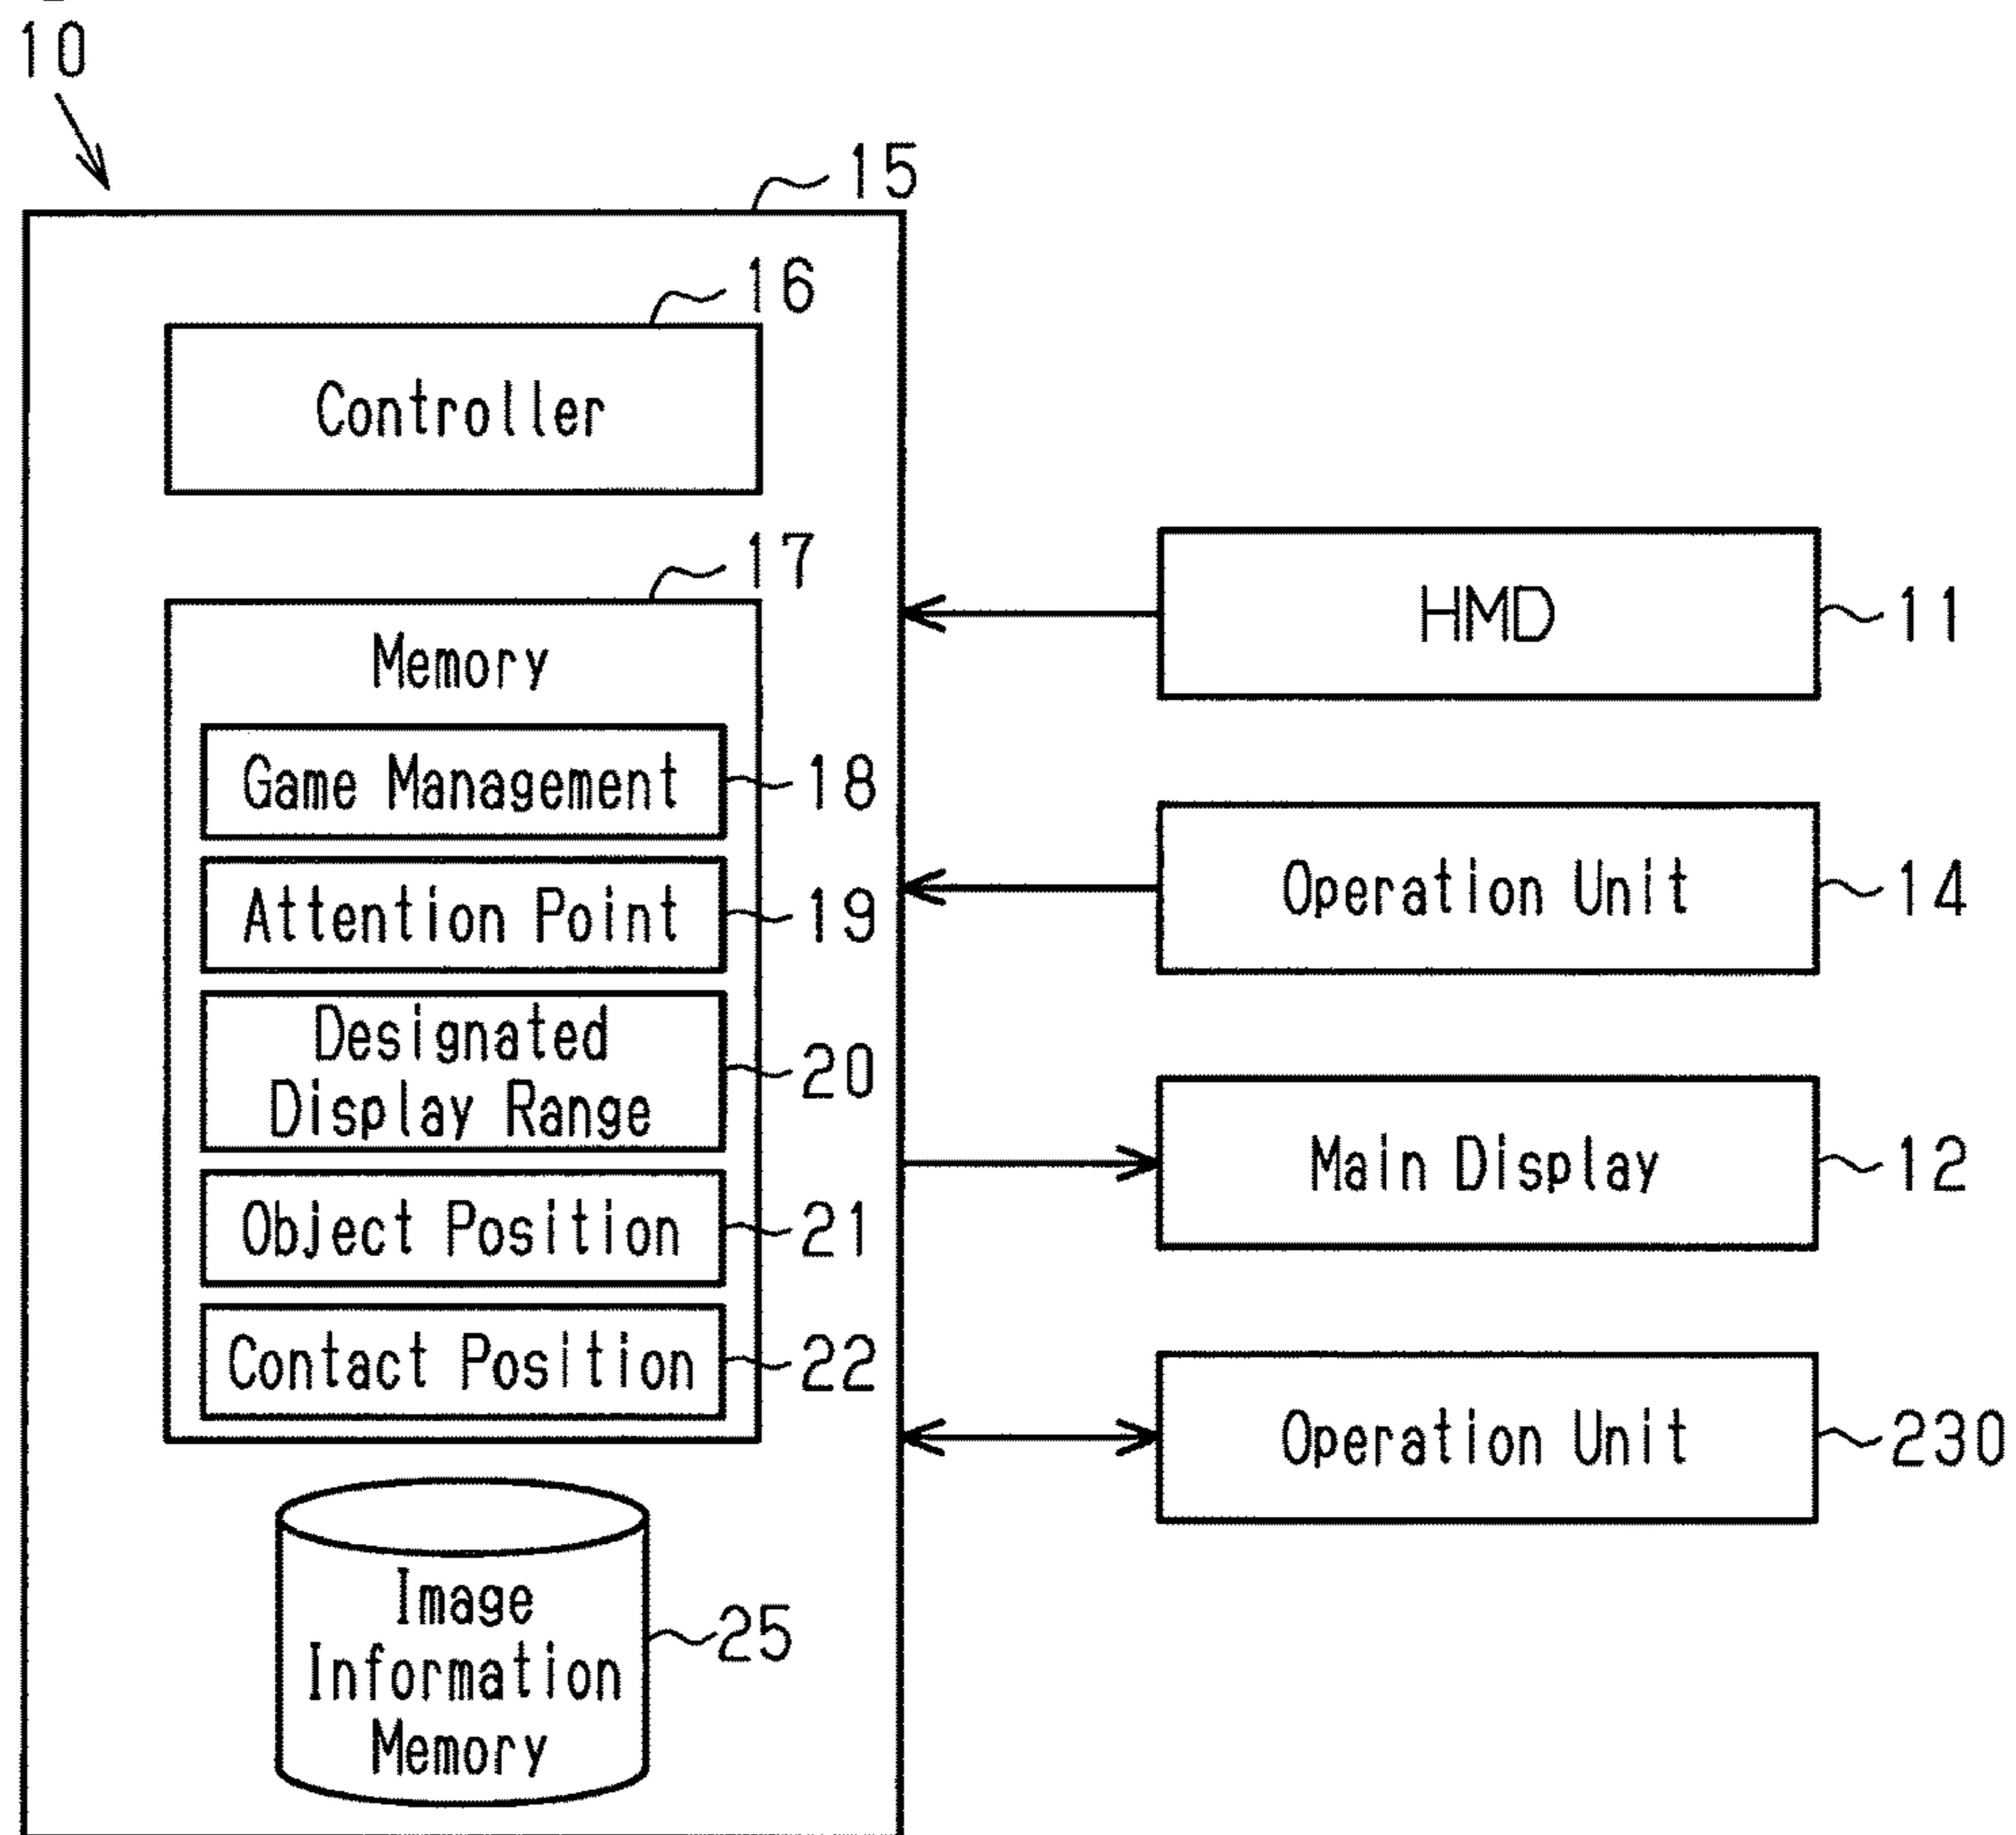 10
15
16
Controller
17
Memory
Game Management
18
Attention Point
19
Designated
Display Range
20
Object Position
21
Contact Position
22
Image
Information
Memory
25
HMD
11
Operation Unit
14
Main Display
12
Operation Unit
230